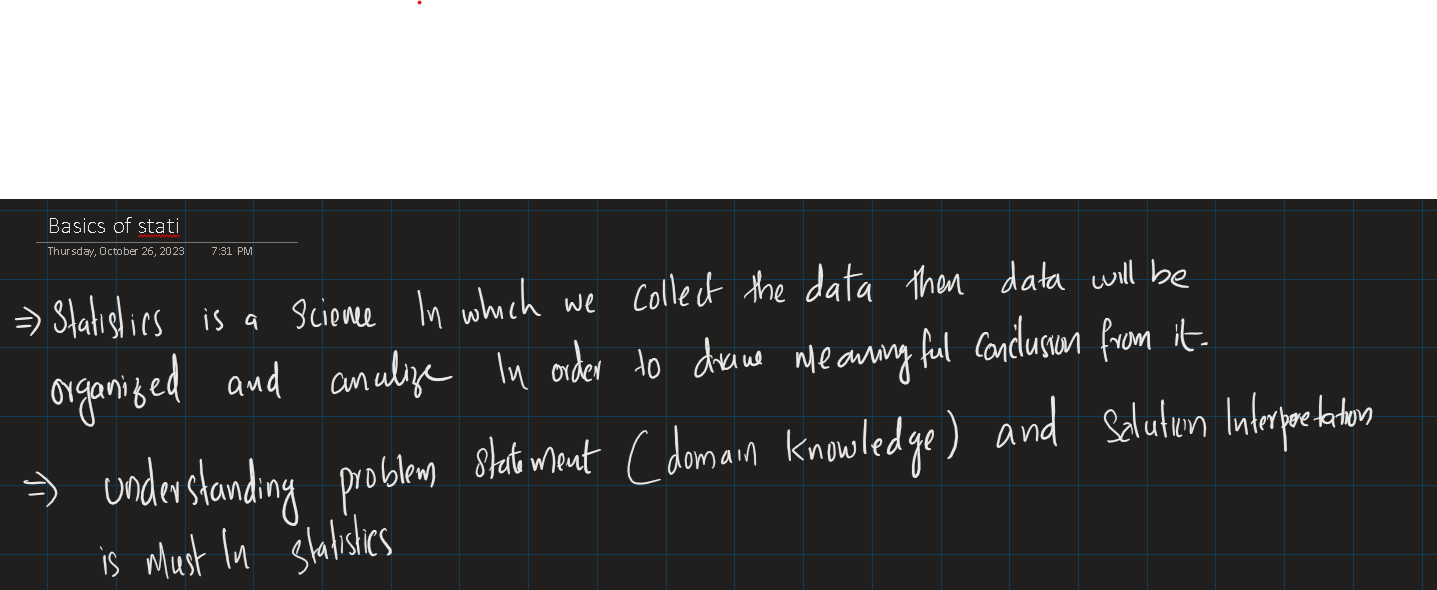 Basics of stati
Thursday, October 26, 2023 7:31 PM
⇒ Statistics is a Science In which we collect the data then data will be
organized and analize In order to draw meaningful conclusion from it.
⇒ understanding problem statement (domain knowledge) and Solution Interpretation
is Must In statistics